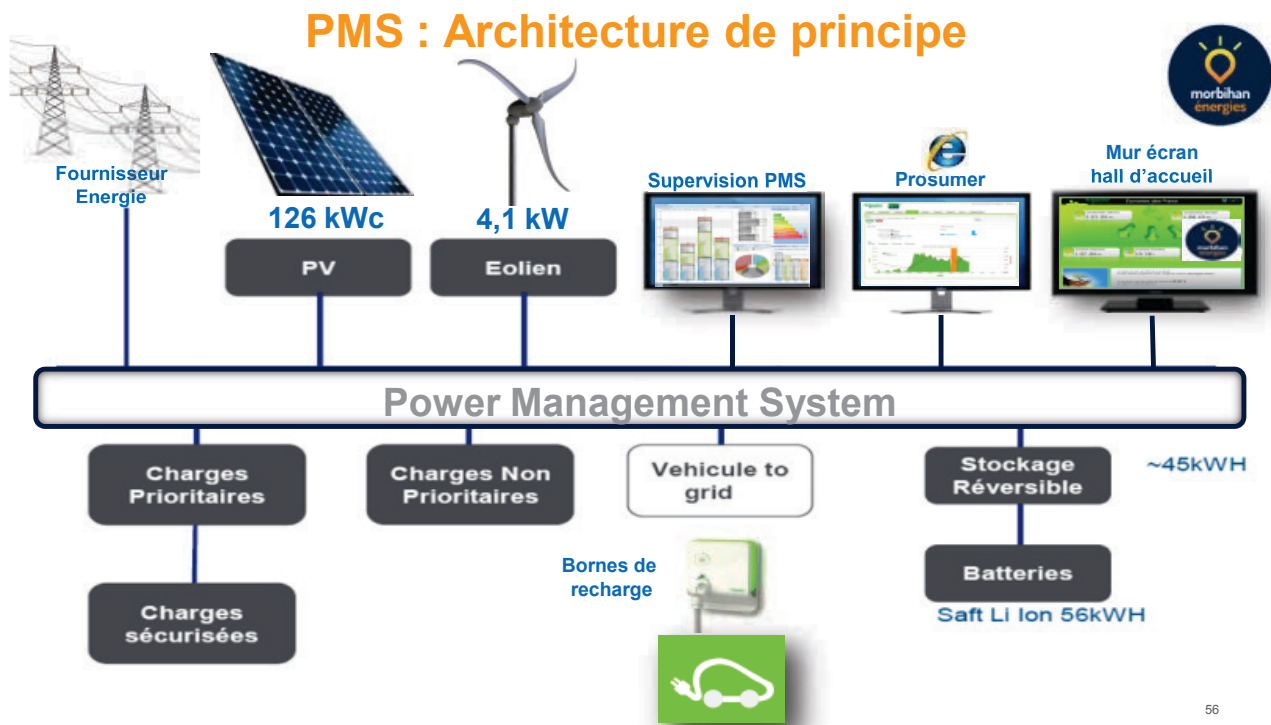 PMS : Architecture de principe
morbihan
énergies
Fournisseur
Energie
126 kWc
4,1 kW
Supervision PMS
Prosumer
Mur écran
hall d'accueil
PV
Eolien
Power Management System
Charges
Prioritaires
Charges Non
Prioritaires
Vehicule to
grid
Stockage
Réversible
~45kWH
Bornes de
recharge
Batteries
Saft Li Ion 56kWH
Charges
sécurisées
56